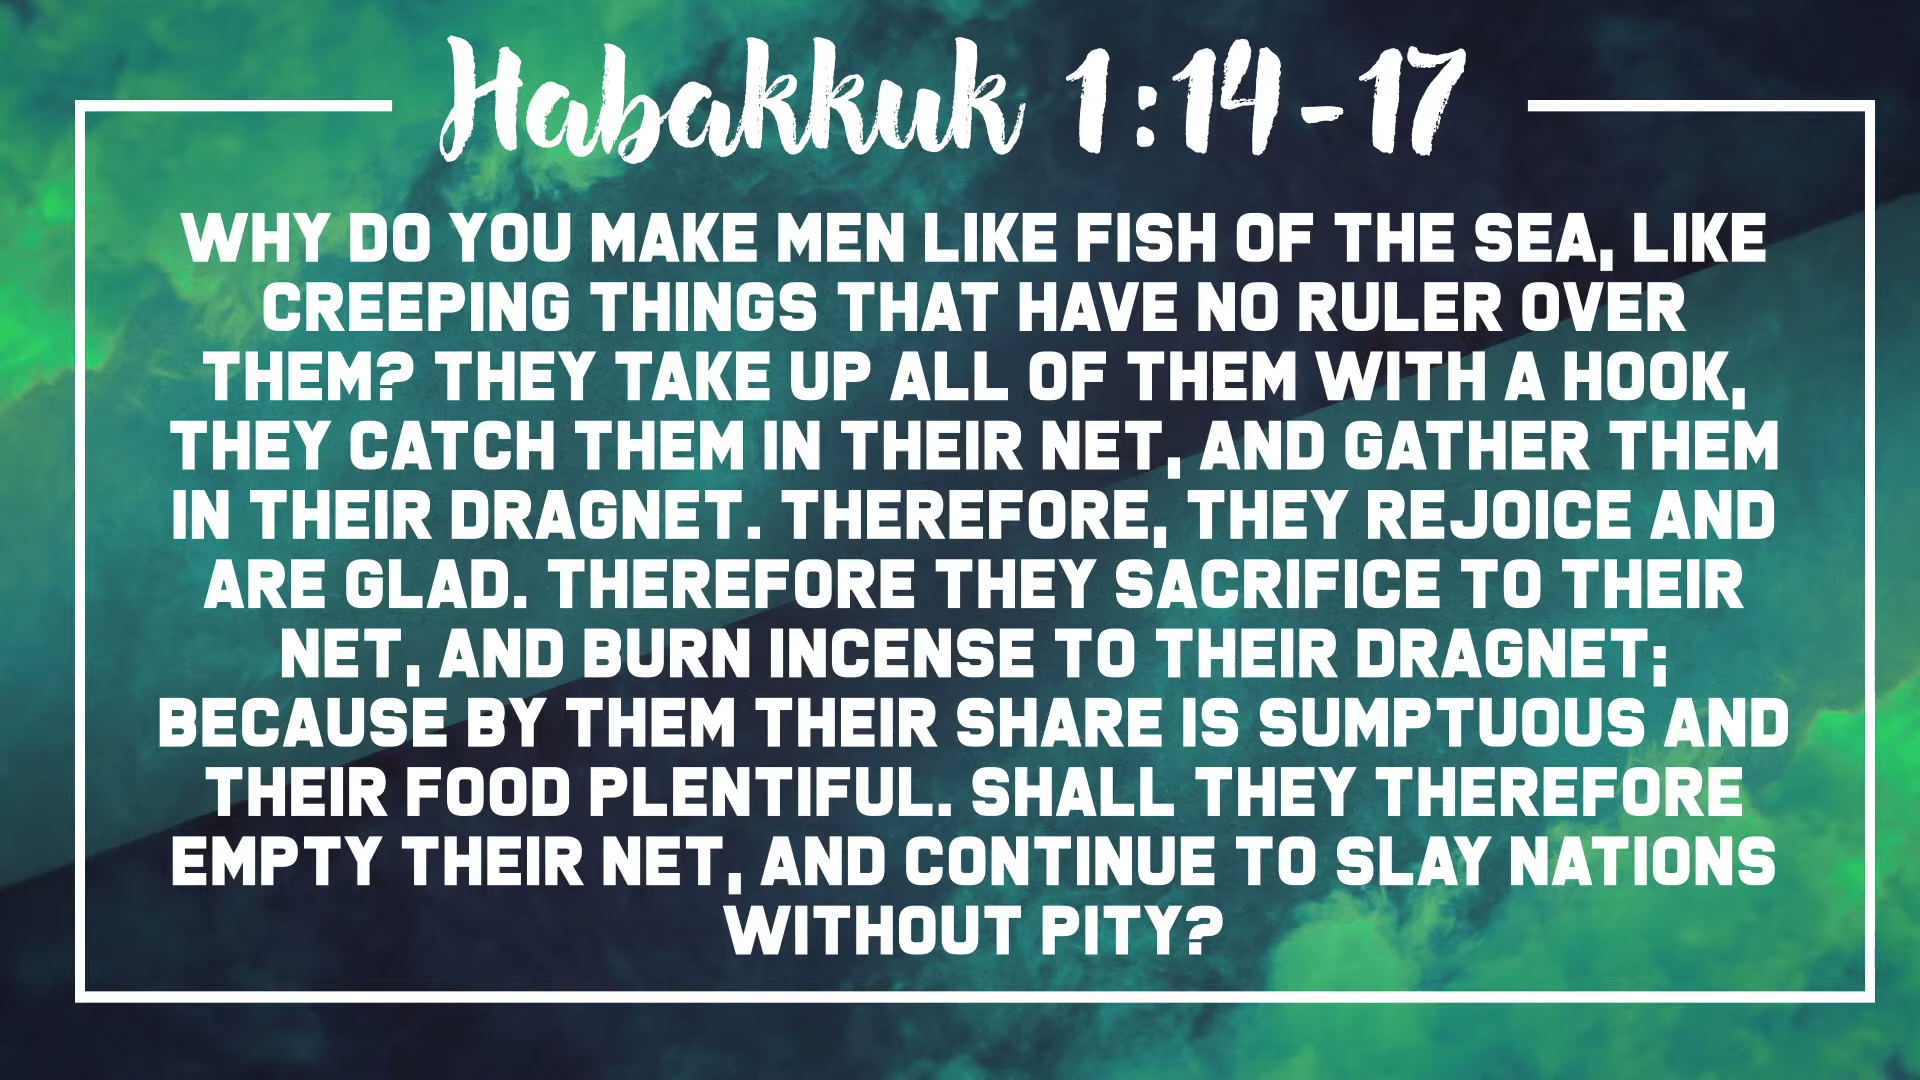 Habakkuk 1:14-17
WHY DO YOU MAKE MEN LIKE FISH OF THE SEA, LIKE
CREEPING THINGS THAT HAVE NO RULER OVER
THEM? THEY TAKE UP ALL OF THEM WITH A HOOK,
THEY CATCH THEM IN THEIR NET, AND GATHER THEM
IN THEIR DRAGNET. THEREFORE, THEY REJOICE AND
ARE GLAD. THEREFORE THEY SACRIFICE TO THEIR
NET, AND BURN INCENSE TO THEIR DRAGNET;
BECAUSE BY THEM THEIR SHARE IS SUMPTUOUS AND
THEIR FOOD PLENTIFUL. SHALL THEY THEREFORE
EMPTY THEIR NET, AND CONTINUE TO SLAY NATIONS
WITHOUT PITY?